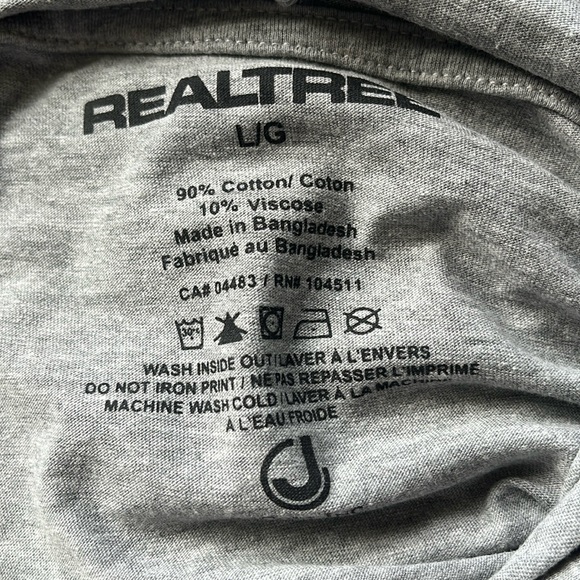 REALTREE
L/G
90% Cotton/ Coton
10% Viscose
Made in Bangladesh
Fabriqué au Bangladesh
CA# 04483 / RN# 104511
30°c
WASH INSIDE OUT/LAVER À L'ENVERS
DO NOT IRON PRINT / NE PAS REPASSER L'IMPRIMÉ
MACHINE WASH COLD/LAVER À LA MACHINE
À L'EAU FROIDE